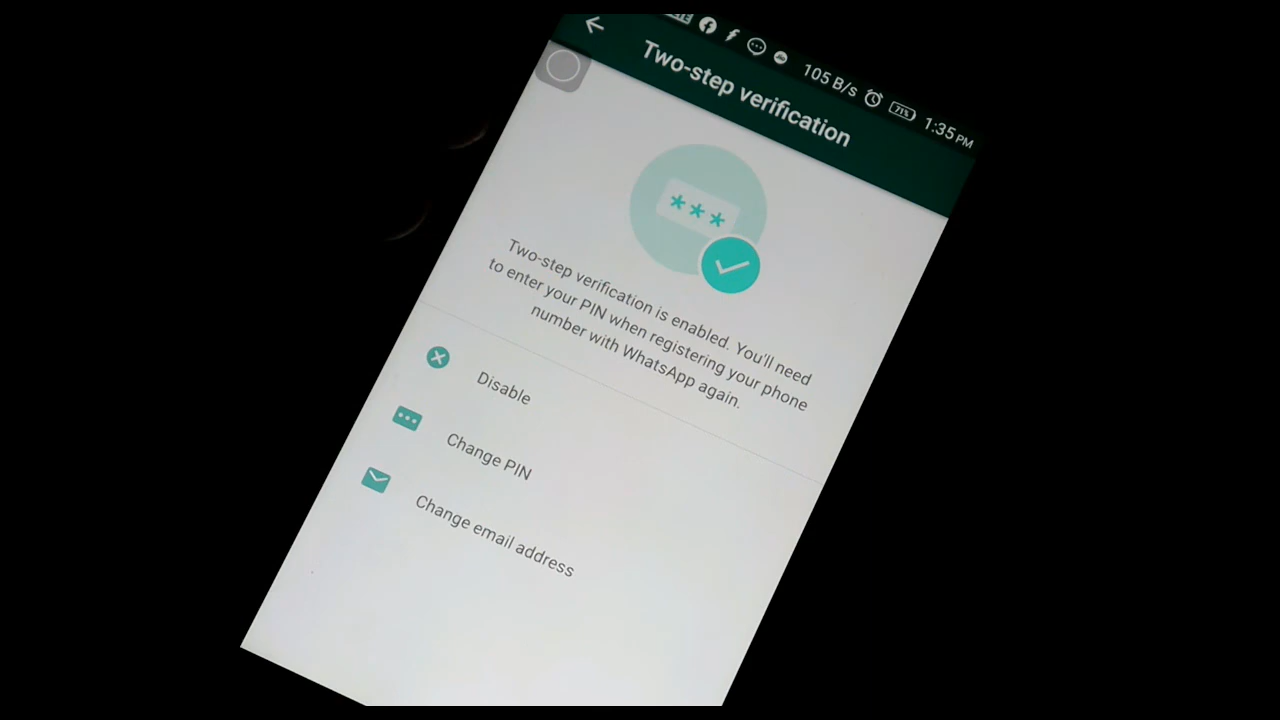 105 B/s 71% 1:35 PM
Two-step verification
***
Two-step verification is enabled. You'll need
to enter your PIN when registering your phone
number with WhatsApp again.
Disable
Change PIN
Change email address